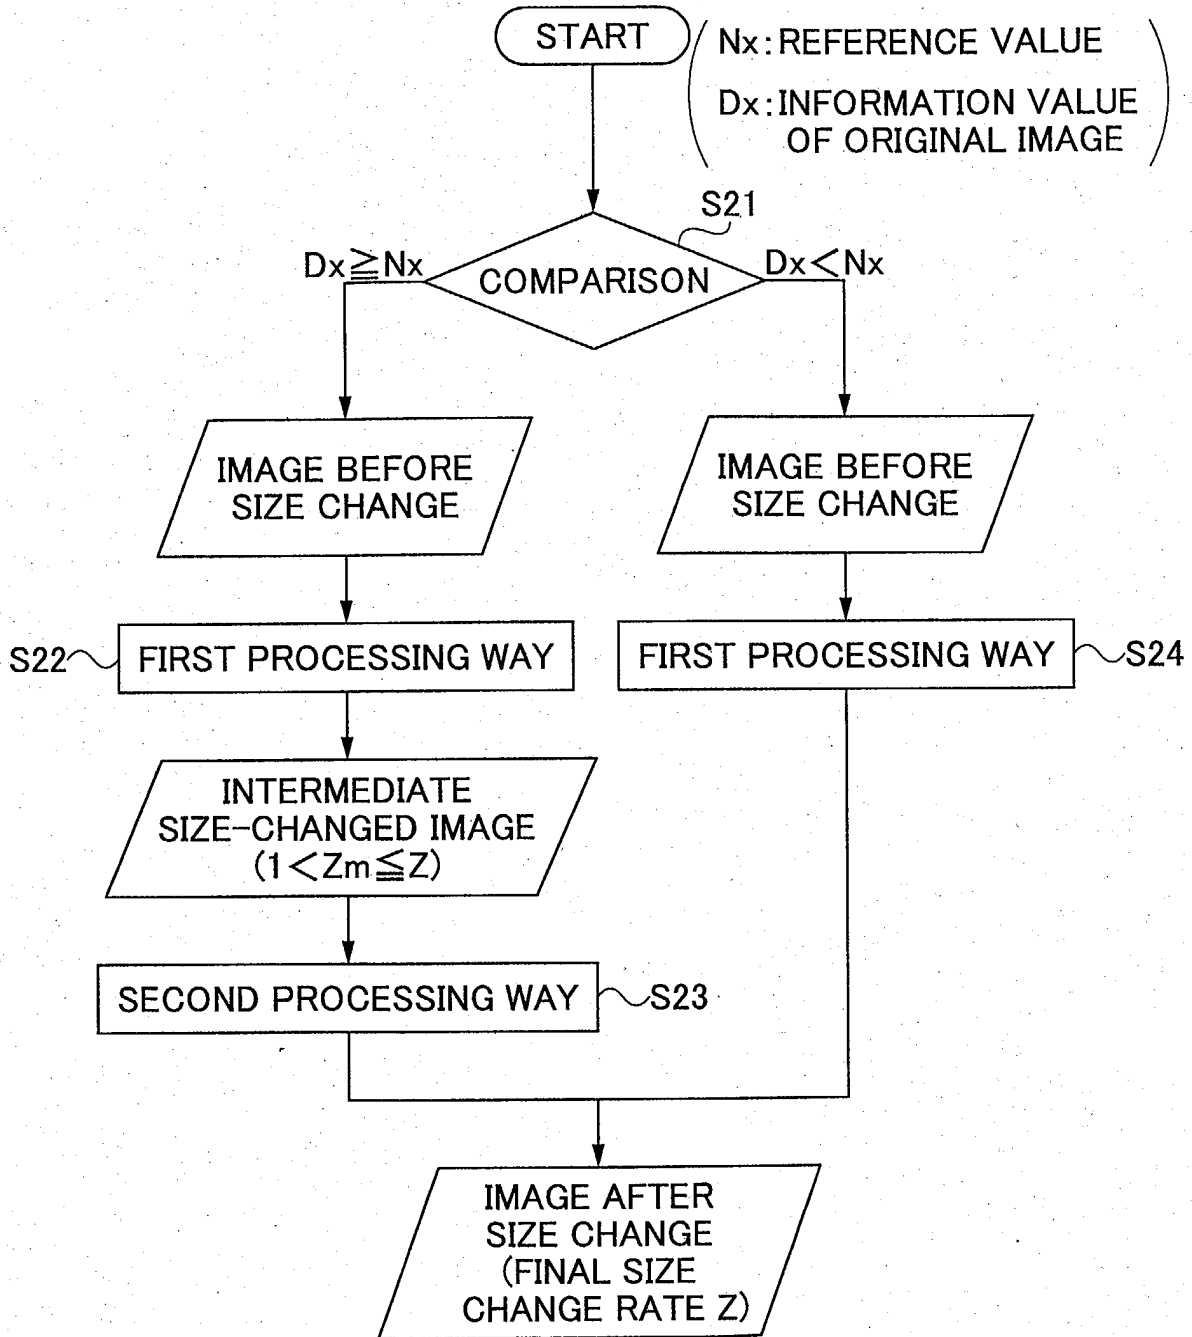 START
Nx:REFERENCE VALUE
Dx:INFORMATION VALUE
OF ORIGINAL IMAGE
S21
Dx≧Nx
COMPARISON
Dx<Nx
IMAGE BEFORE
SIZE CHANGE
IMAGE BEFORE
SIZE CHANGE
S22
FIRST PROCESSING WAY
FIRST PROCESSING WAY
S24
INTERMEDIATE
SIZE-CHANGED IMAGE
(1<Zm≦Z)
SECOND PROCESSING WAY
S23
IMAGE AFTER
SIZE CHANGE
(FINAL SIZE
CHANGE RATE Z)